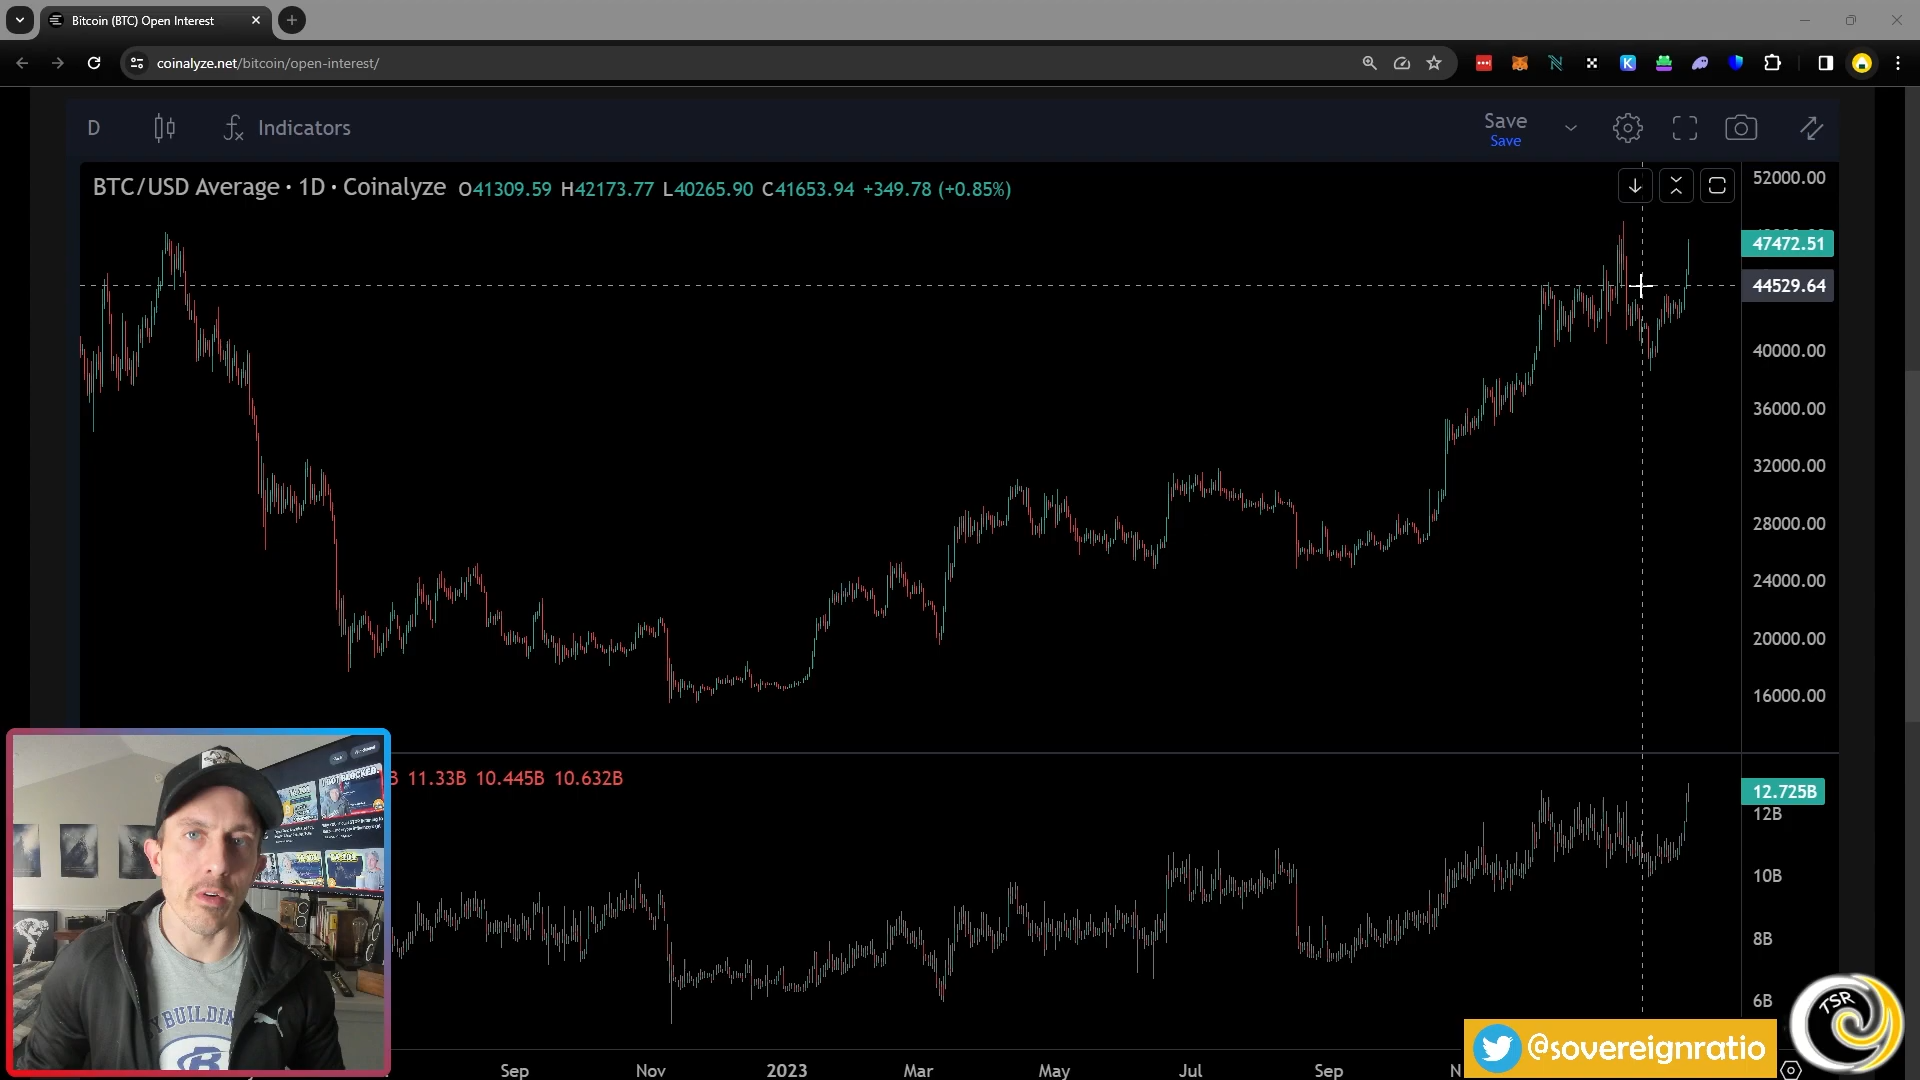 Bitcoin (BTC) Open Interest
coinalyze.net/bitcoin/open-interest/
D
Indicators
Save
Save
BTC/USD Average · 1D · Coinalyze O41309.59 H42173.77 L40265.90 C41653.94 +349.78 (+0.85%)
52000.00
47472.51
44529.64
40000.00
36000.00
32000.00
28000.00
24000.00
20000.00
16000.00
B 11.33B 10.445B 10.632B
12.725B
12B
10B
8B
6B
YBUILDIN
TSR
@sovereignratio
Sep Nov 2023 Mar May Jul Sep N